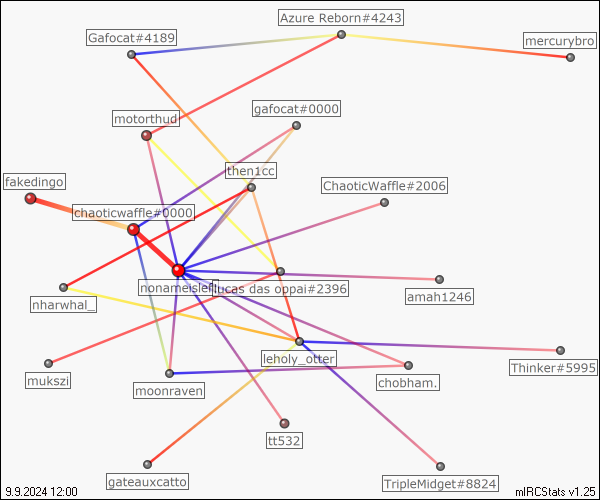 Azure Reborn#4243
Gafocat#4189
mercurybro
gafocat#0000
motorthud
then1cc
fakedingo
ChaoticWaffle#2006
chaoticwaffle#0000
nonameisleft
lucas das oppai#2396
nharwhal_
amah1246
leholy_otter
Thinker#5995
mukszi
moonraven
chobham.
tt532
gateauxcatto
TripleMidget#8824
9.9.2024 12:00
mIRCStats v1.25